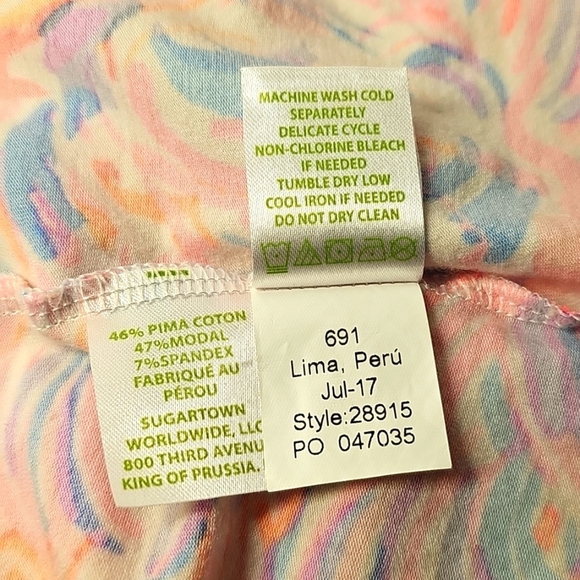 MACHINE WASH COLD
SEPARATELY
DELICATE CYCLE
NON-CHLORINE BLEACH
IF NEEDED
TUMBLE DRY LOW
COOL IRON IF NEEDED
DO NOT DRY CLEAN
46% PIMA COTON
47%MODAL
7%SPANDEX
FABRIQUÉ AU
PÉROU
SUGARTOWN
WORLDWIDE, LLC
800 THIRD AVENU
KING OF PRUSSIA.
691
Lima, Perú
Jul-17
Style:28915
PO 047035